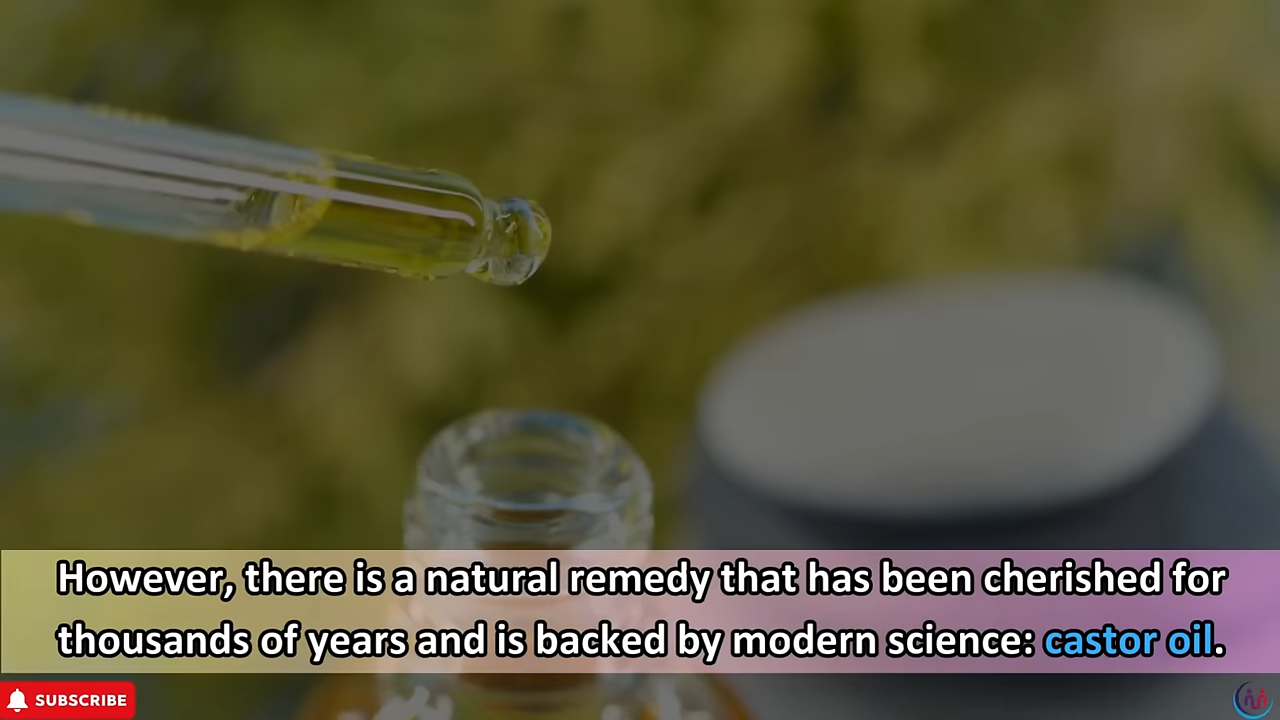 However, there is a natural remedy that has been cherished for
thousands of years and is backed by modern science: castor oil.
SUBSCRIBE